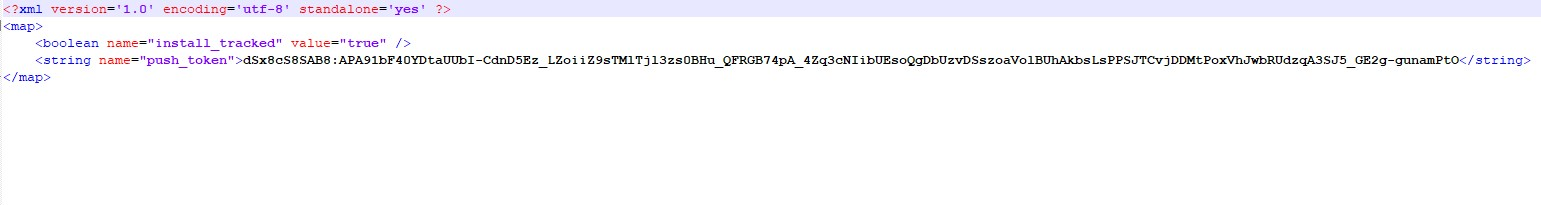 <?xml version='1.0' encoding='utf-8' standalone='yes' ?>
<map>
    <boolean name="install_tracked" value="true" />
    <string name="push_token">dSx8cS8SAB8:APA91bF40YDtaUUbI-CdnD5Ez_LZoiiZ9sTMlTjl3zs0BHu_QFRGB74pA_4Zq3cNIibUEsoQgDbUzvDSszoaVolBUhAkbsLsPPSJTCvjDDMtPoxVhJwbRUdzqA3SJ5_GE2g-gunamPtO</string>
</map>